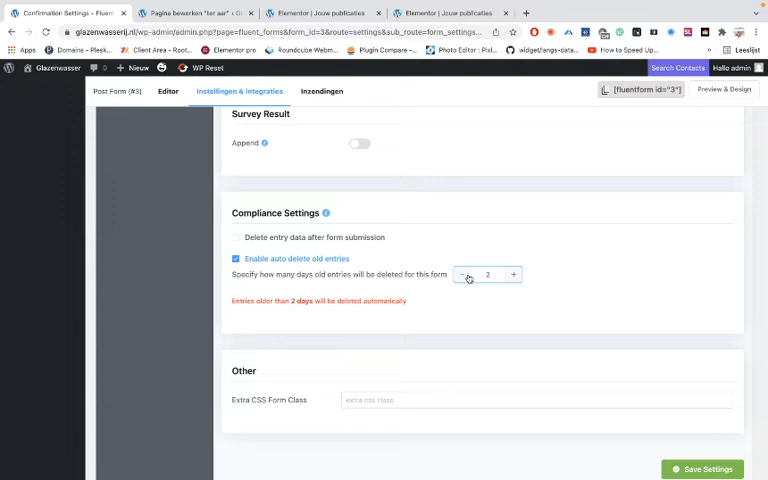 Confirmation Settings - Fluent
Pagina bewerken "ter aar" ‹ Gl
Elementor | Jouw publicaties
Elementor | Jouw publicaties
glazenwasserij.nl/wp-admin/admin.php?page=fluent_forms&form_id=3&route=settings&sub_route=form_settings...
Apps
Domains - Plesk...
Client Area - Root...
Elementor pro
Roundcube Webm...
Plugin Compare -...
Photo Editor : Pixl...
widget/langs-data...
How to Speed Up...
»
Leeslijst
Glazenwasser
0
Nieuw
WP Reset
Search Contacts
Hallo admin
Post Form (#3)
Editor
Instellingen & integraties
Inzendingen
[fluentform id="3"]
Preview & Design
Survey Result
Append
Compliance Settings
Delete entry data after form submission
Enable auto delete old entries
Specify how many days old entries will be deleted for this form
− 2 +
Entries older than 2 days will be deleted automatically
Other
Extra CSS Form Class
extra css class
Save Settings